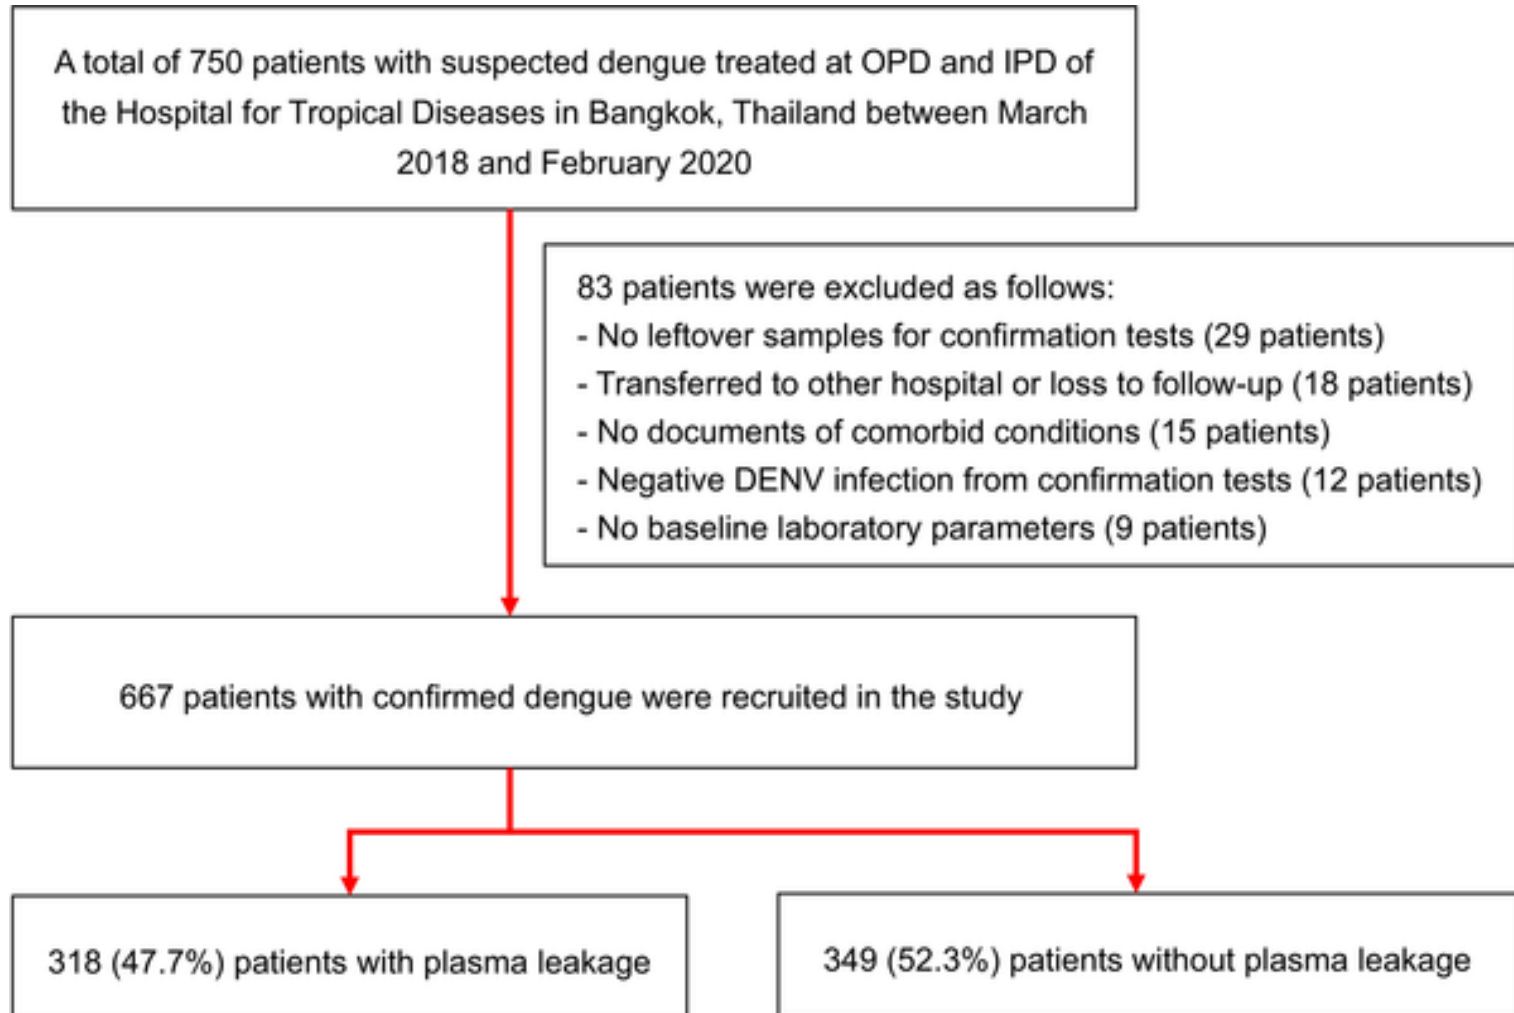 A total of 750 patients with suspected dengue treated at OPD and IPD of
the Hospital for Tropical Diseases in Bangkok, Thailand between March
2018 and February 2020
83 patients were excluded as follows:
- No leftover samples for confirmation tests (29 patients)
- Transferred to other hospital or loss to follow-up (18 patients)
- No documents of comorbid conditions (15 patients)
- Negative DENV infection from confirmation tests (12 patients)
- No baseline laboratory parameters (9 patients)
667 patients with confirmed dengue were recruited in the study
318 (47.7%) patients with plasma leakage
349 (52.3%) patients without plasma leakage